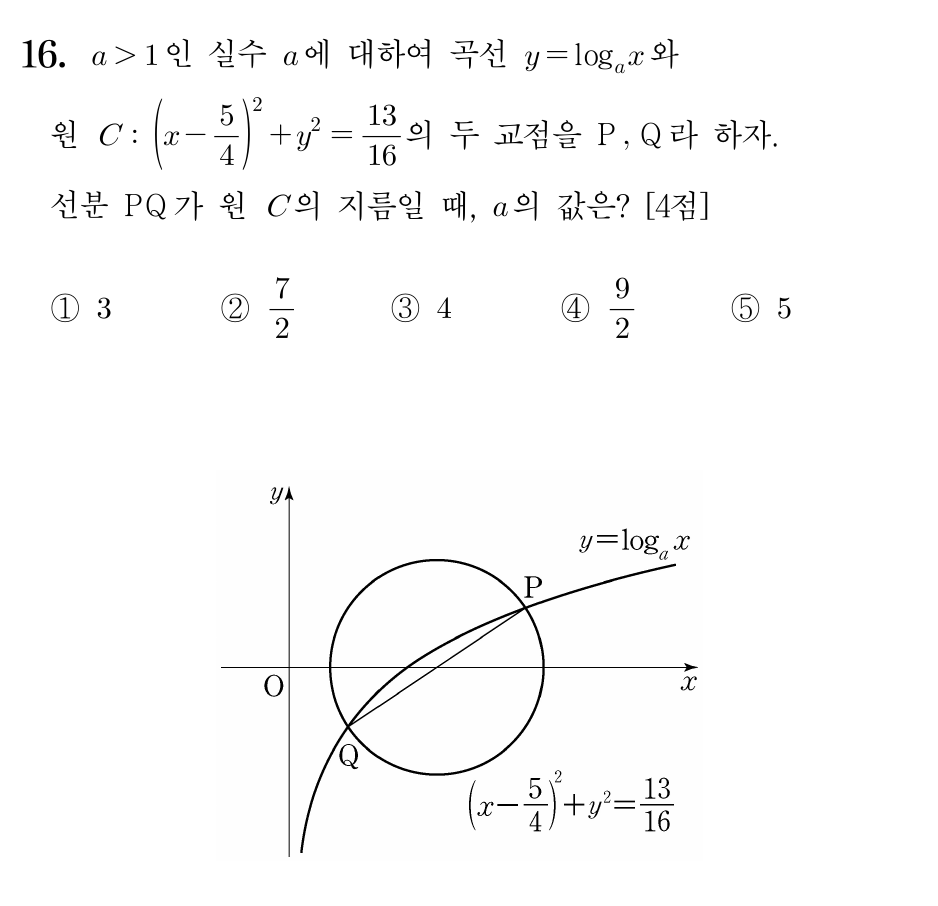 16. a > 1인 실수 a에 대하여 곡선 y = logₐx와
원 C : (x − 5/4)² + y² = 13/16의 두 교점을 P, Q라 하자.
선분 PQ가 원 C의 지름일 때, a의 값은? [4점]
① 3 ② 7/2 ③ 4 ④ 9/2 ⑤ 5
y
y=logₐx
P
O
x
Q
(x−5/4)²+y²=13/16